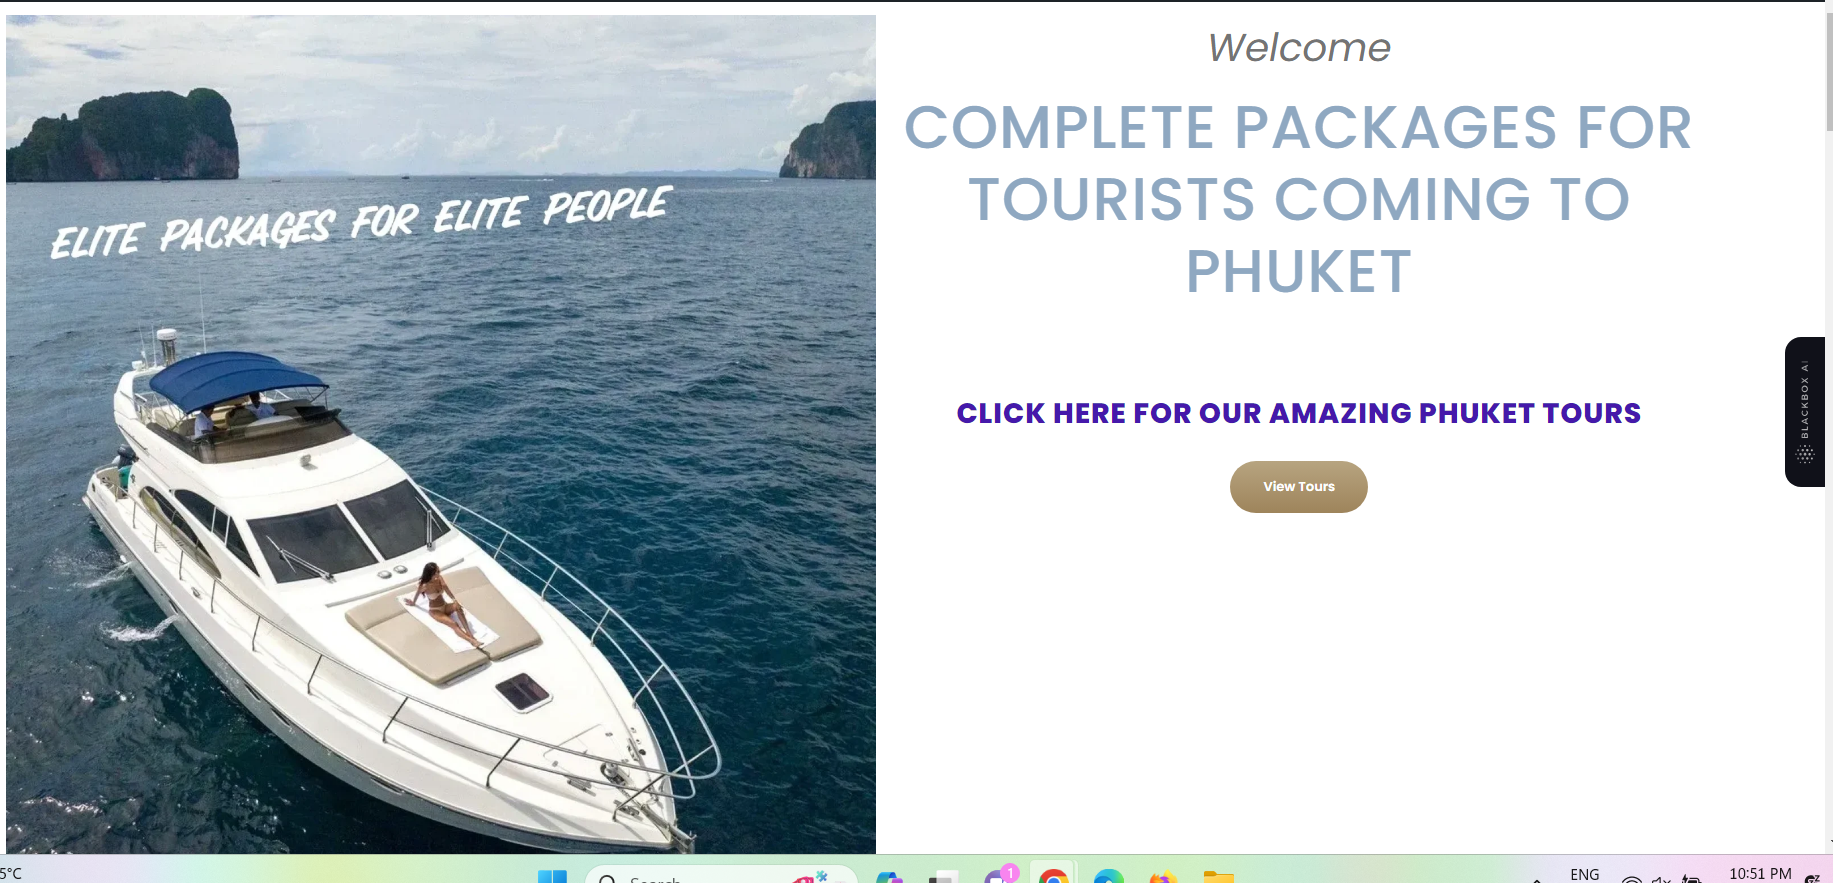 Welcome
COMPLETE PACKAGES FOR
TOURISTS COMING TO
PHUKET
ELITE PACKAGES FOR ELITE PEOPLE
CLICK HERE FOR OUR AMAZING PHUKET TOURS
View Tours
BLACKBOX AI
5°C
Search
1
ENG
10:51 PM